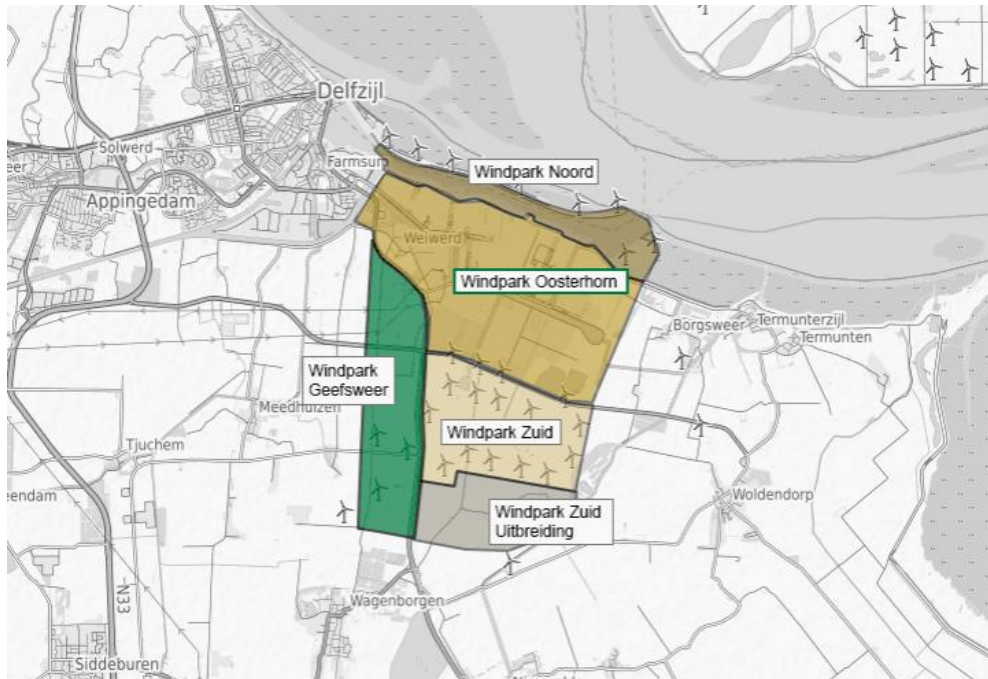 Delfzijl
Solwerd
Farmsum
Windpark Noord
Appingedam
Weiwerd
Windpark Oosterhorn
Borgsweer
Termunterzijl
Termunten
Windpark
Geefsweer
Meedhuizen
Windpark Zuid
Tjuchem
Woldendorp
Windpark Zuid
Uitbreiding
N33
Wagenborgen
Siddeburen